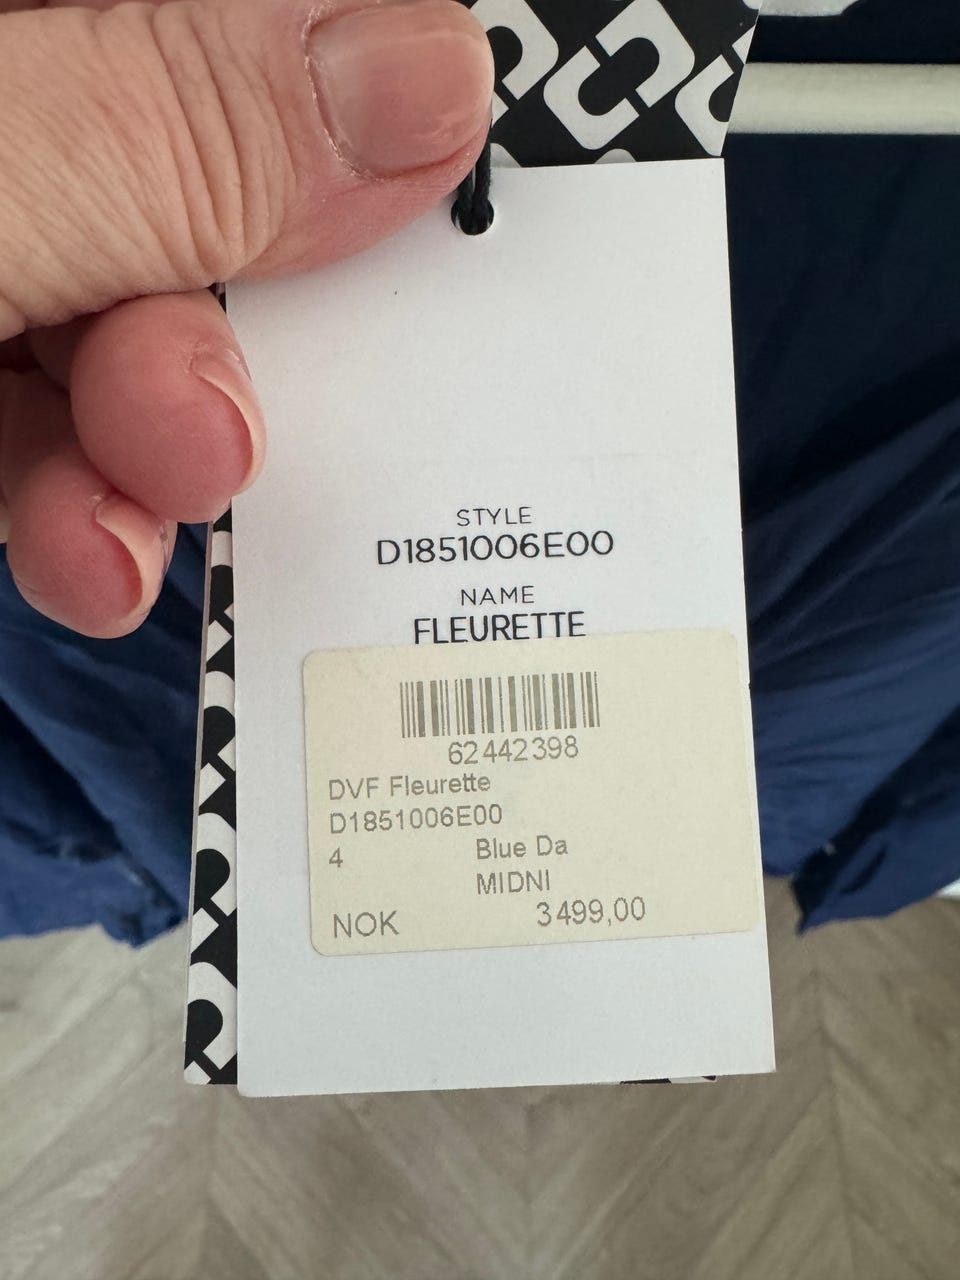 STYLE
D1851006E00
NAME
FLEURETTE
62442398
DVF Fleurette
D1851006E00
4 Blue Da
MIDNI
NOK 3499,00